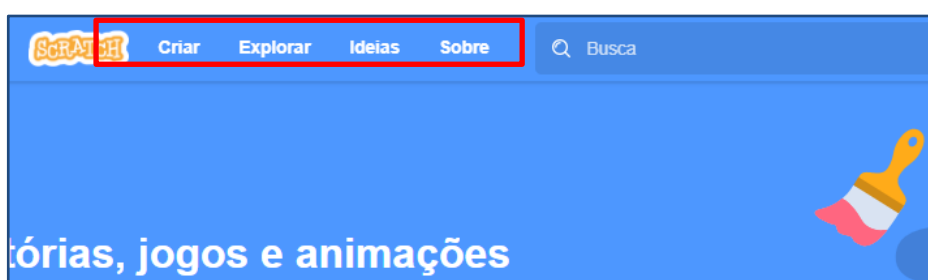 SCRATCH Criar Explorar Ideias Sobre Busca
tórias, jogos e animações